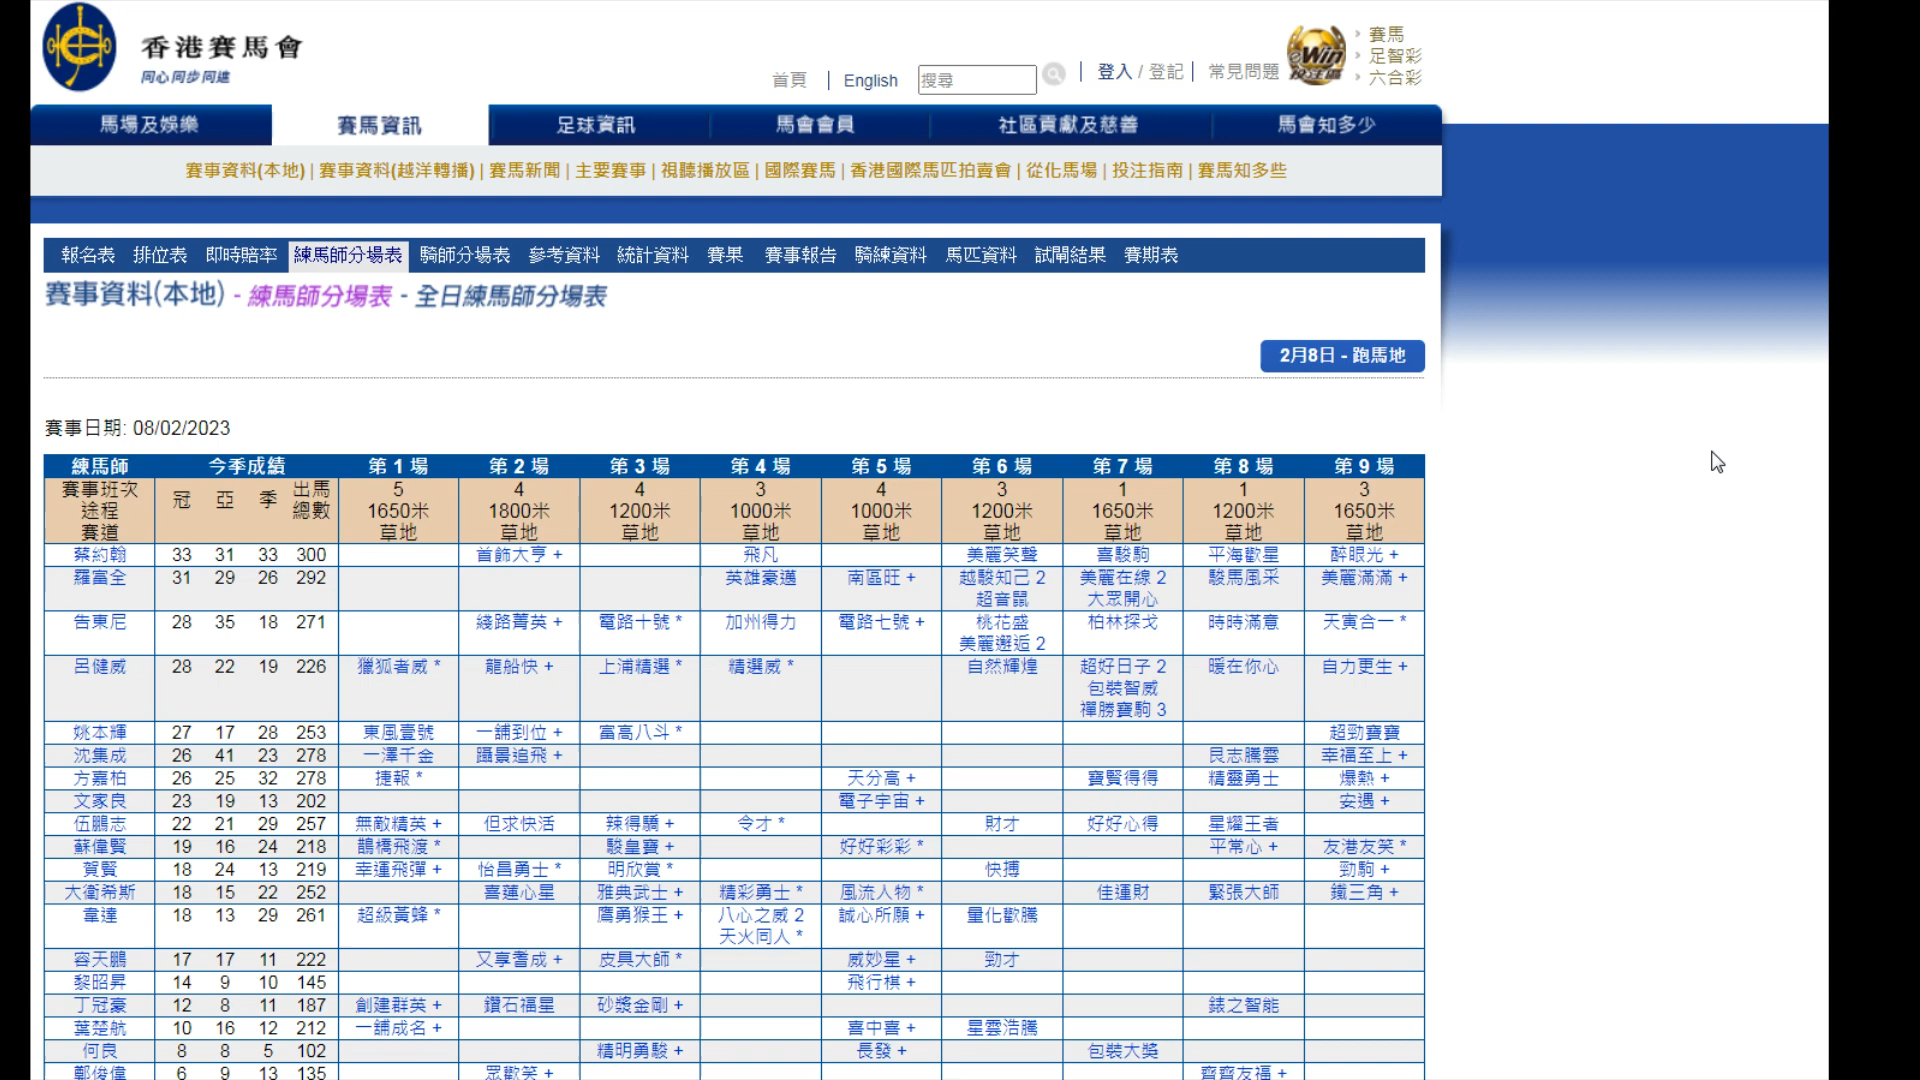 香港賽馬會
同心同步同進
首頁 | English 搜尋 登入 / 登記 | 常見問題
eWin 投注區
賽馬
足智彩
六合彩
馬場及娛樂 賽馬資訊 足球資訊 馬會會員 社區貢獻及慈善 馬會知多少
賽事資料(本地) | 賽事資料(越洋轉播) | 賽馬新聞 | 主要賽事 | 視聽播放區 | 國際賽馬 | 香港國際馬匹拍賣會 | 從化馬場 | 投注指南 | 賽馬知多些
報名表 排位表 即時賠率 練馬師分場表 騎師分場表 參考資料 統計資料 賽果 賽事報告 騎練資料 馬匹資料 試閘結果 賽期表
賽事資料(本地) - 練馬師分場表 - 全日練馬師分場表
2月8日 - 跑馬地
賽事日期: 08/02/2023
練馬師 今季成績 第 1 場 第 2 場 第 3 場 第 4 場 第 5 場 第 6 場 第 7 場 第 8 場 第 9 場
賽事班次 冠 亞 季 出馬 5 4 4 3 4 3 1 1 3
途程 總數 1650米 1800米 1200米 1000米 1000米 1200米 1650米 1200米 1650米
賽道 草地 草地 草地 草地 草地 草地 草地 草地 草地
蔡約翰 33 31 33 300 首飾大亨 + 飛凡 美麗笑聲 喜駿駒 平海歡星 醉眼光 +
羅富全 31 29 26 292 英雄豪邁 南區旺 + 越駿知己 2 美麗在線 2 駿馬風采 美麗滿滿 +
超音鼠 大眾開心
告東尼 28 35 18 271 綫路菁英 + 電路十號 * 加州得力 電路七號 + 桃花盛 柏林探戈 時時滿意 天寅合一 *
美麗邂逅 2
呂健威 28 22 19 226 獵狐者威 * 龍船快 + 上浦精選 * 精選威 * 自然輝煌 超好日子 2 暖在你心 自力更生 +
包裝智威
禪勝寶駒 3
姚本輝 27 17 28 253 東風壹號 一舖到位 + 富高八斗 * 超勁寶寶
沈集成 26 41 23 278 一澤千金 躡景追飛 + 艮志騰雲 幸福至上 +
方嘉柏 26 25 32 278 捷報 * 天分高 + 寶賢得得 精靈勇士 爆熱 +
文家良 23 19 13 202 電子宇宙 + 安遇 +
伍鵬志 22 21 29 257 無敵精英 + 但求快活 辣得驕 + 令才 * 財才 好好心得 星耀王者
蘇偉賢 19 16 24 218 鵲橋飛渡 * 駿皇寶 + 好好彩彩 * 平常心 + 友港友笑 *
賀賢 18 24 13 219 幸運飛彈 + 怡昌勇士 * 明欣賞 * 快搏 勁駒 +
大衛希斯 18 15 22 252 喜蓮心星 雅典武士 + 精彩勇士 * 風流人物 * 佳運財 緊張大師 鐵三角 +
韋達 18 13 29 261 超級黃蜂 * 鷹勇猴王 + 八心之威 2 誠心所願 + 量化歡騰
天火同人 *
容天鵬 17 17 11 222 又享耆成 + 皮具大師 * 威妙星 + 勁才
黎昭昇 14 9 10 145 飛行棋 +
丁冠豪 12 8 11 187 創建群英 + 鑽石福星 砂漿金剛 + 錶之智能
葉楚航 10 16 12 212 一舖成名 + 喜中喜 + 星雲浩騰
何良 8 8 5 102 精明勇駿 + 長發 + 包裝大獎
鄭俊偉 6 9 13 135 眾歡笑 + 齊齊友福 +